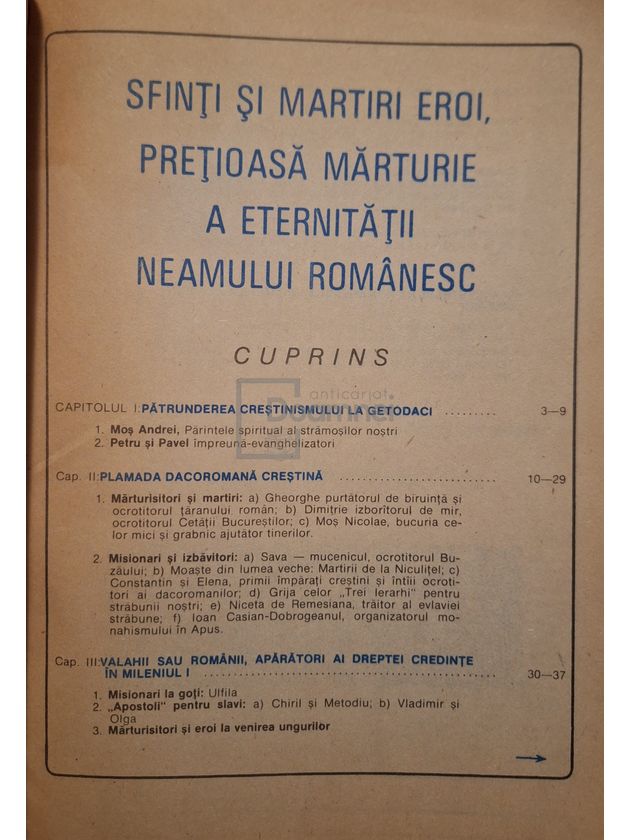 SFINŢI ŞI MARTIRI EROI,
PREŢIOASĂ MĂRTURIE
A ETERNITĂŢII
NEAMULUI ROMÂNESC
CUPRINS
anticariat
Doamnei
CAPITOLUL I: PĂTRUNDEREA CREŞTINISMULUI LA GETODACI ......... 3—9
1. Moş Andrei, Părintele spiritual al strămoşilor noştri
2. Petru şi Pavel împreună-evanghelizatori
Cap. II: PLAMADA DACOROMANĂ CREŞTINĂ .......................... 10—29
1. Mărturisitori şi martiri: a) Gheorghe purtătorul de biruinţă şi
ocrotitorul ţăranului român; b) Dimitrie izborîtorul de mir,
ocrotitorul Cetăţii Bucureştilor; c) Moş Nicolae, bucuria ce-
lor mici şi grabnic ajutător tinerilor.
2. Misionari şi izbăvitori: a) Sava — mucenicul, ocrotitorul Bu-
zăului; b) Moaşte din lumea veche: Martirii de la Niculiţel; c)
Constantin şi Elena, primii împăraţi creştini şi întîii ocroti-
tori ai dacoromanilor; d) Grija celor „Trei Ierarhi" pentru
străbunii noştri; e) Niceta de Remesiana, trăitor al evlaviei
străbune; f) Ioan Casian-Dobrogeanul, organizatorul mo-
nahismului în Apus.
Cap. III: VALAHII SAU ROMÂNII, APĂRĂTORI AI DREPTEI CREDINŢE
ÎN MILENIUL I ............................................. 30—37
1. Misionari la goţi: Ulfila
2. „Apostoli" pentru slavi: a) Chiril şi Metodiu; b) Vladimir şi
Olga
3. Mărturisitori şi eroi la venirea ungurilor